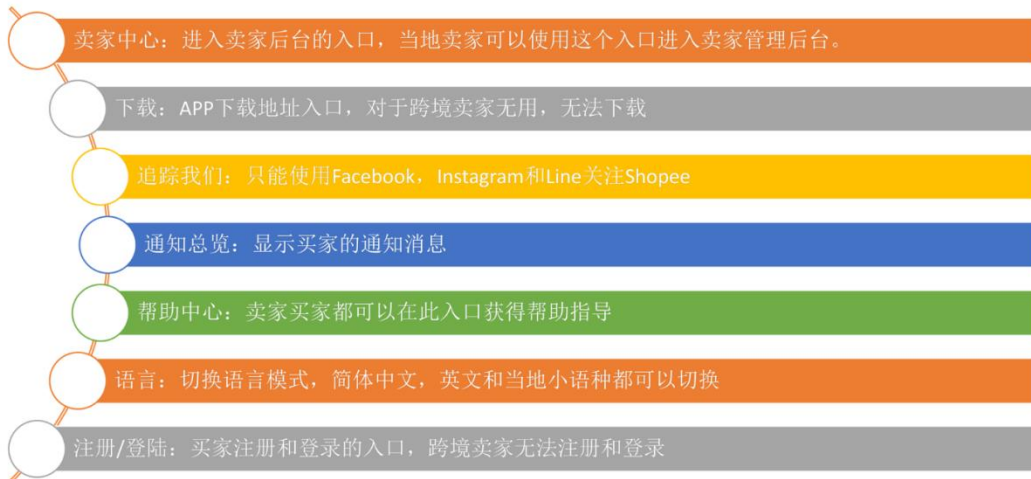 卖家中心：进入卖家后台的入口，当地卖家可以使用这个入口进入卖家管理后台。
下载：APP下载地址入口，对于跨境卖家无用，无法下载
追踪我们：只能使用Facebook，Instagram和Line关注Shopee
通知总览：显示买家的通知消息
帮助中心：卖家买家都可以在此入口获得帮助指导
语言：切换语言模式，简体中文，英文和当地小语种都可以切换
注册/登陆：买家注册和登录的入口，跨境卖家无法注册和登录